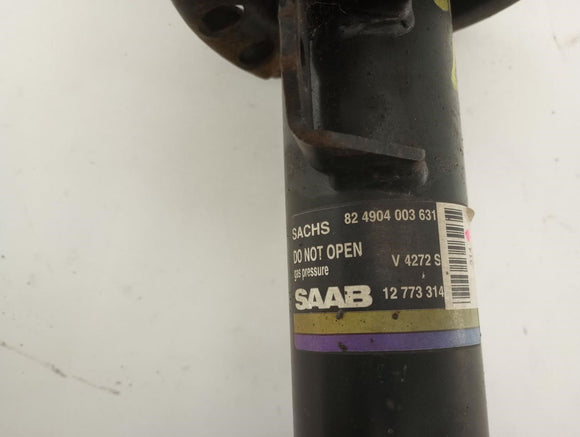 SACHS 82 4904 003 631
DO NOT OPEN
gas pressure V 4272 S
SAAB 12 773 314